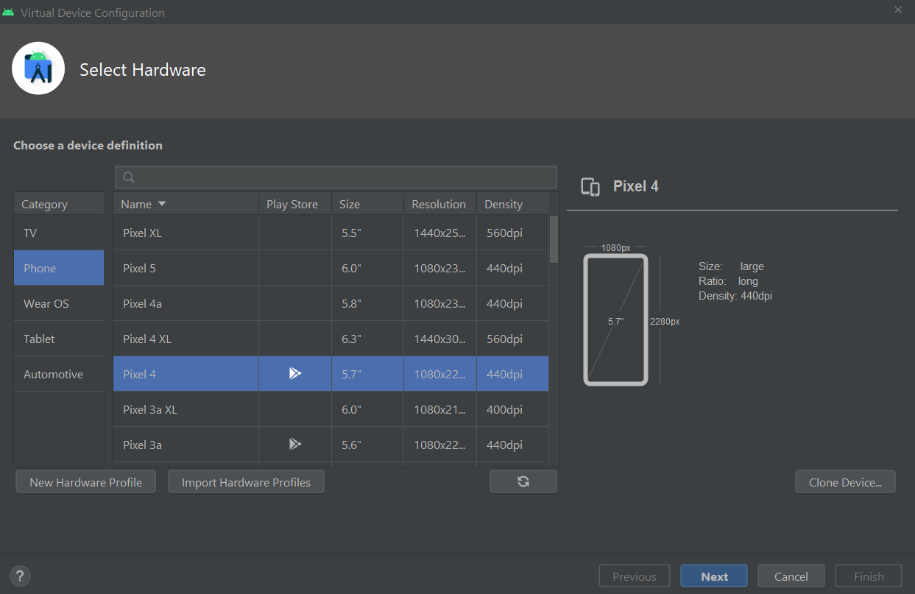 Virtual Device Configuration
Select Hardware
Choose a device definition
Category Name Play Store Size Resolution Density
TV Pixel XL 5.5" 1440x25... 560dpi
Phone Pixel 5 6.0" 1080x23... 440dpi
Wear OS Pixel 4a 5.8" 1080x23... 440dpi
Tablet Pixel 4 XL 6.3" 1440x30... 560dpi
Automotive Pixel 4 5.7" 1080x22... 440dpi
Pixel 3a XL 6.0" 1080x21... 400dpi
Pixel 3a 5.6" 1080x22... 440dpi
New Hardware Profile Import Hardware Profiles
Pixel 4
1080px
5.7" 2280px
Size: large
Ratio: long
Density: 440dpi
Clone Device...
? Previous Next Cancel Finish